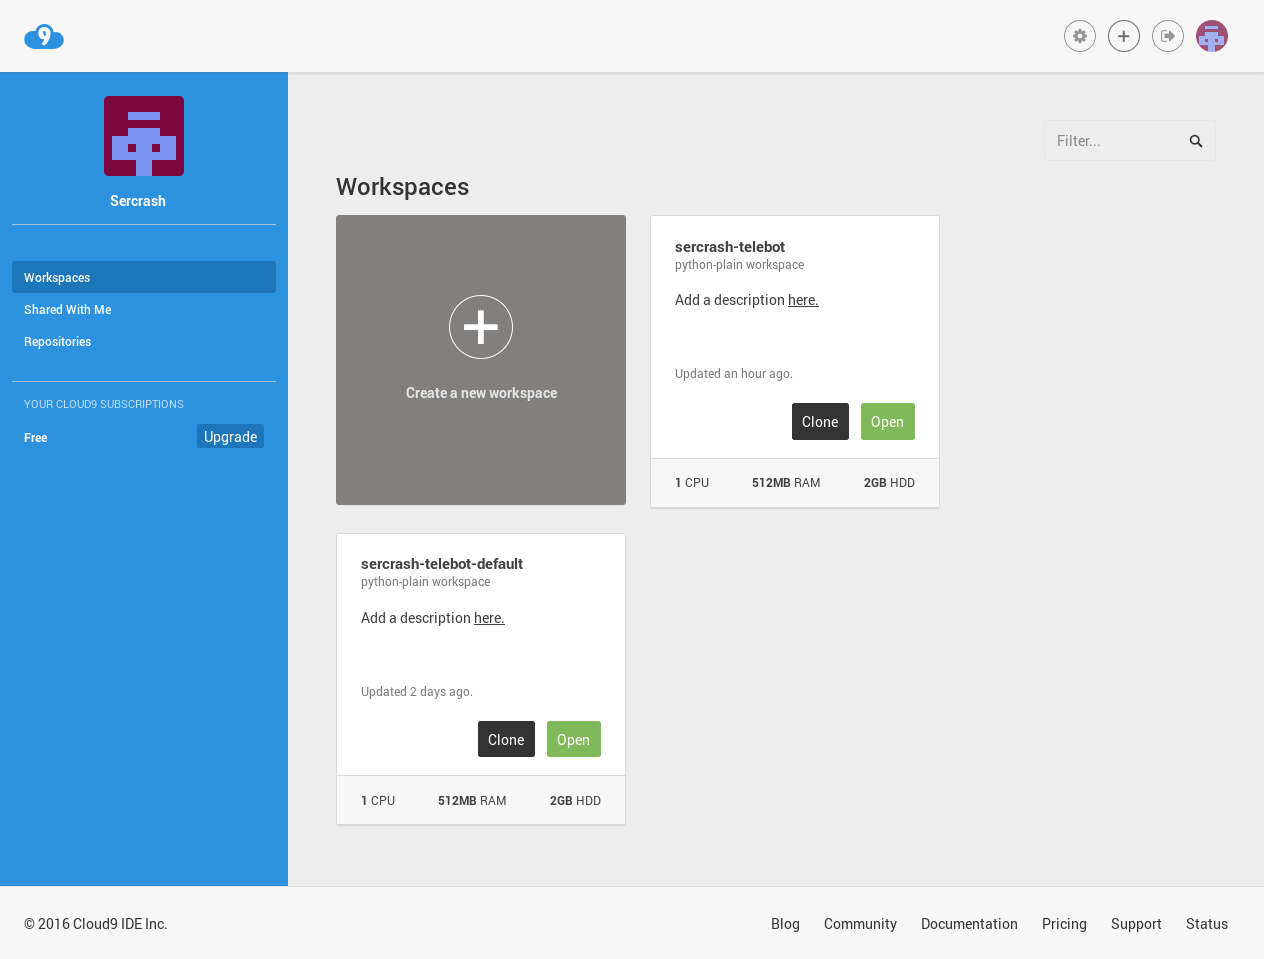 9
Sercrash
Workspaces
Shared With Me
Repositories
YOUR CLOUD9 SUBSCRIPTIONS
Free Upgrade
Filter...
Workspaces
Create a new workspace
sercrash-telebot
python-plain workspace
Add a description here.
Updated an hour ago.
Clone Open
1 CPU 512MB RAM 2GB HDD
sercrash-telebot-default
python-plain workspace
Add a description here.
Updated 2 days ago.
Clone Open
1 CPU 512MB RAM 2GB HDD
© 2016 Cloud9 IDE Inc. Blog Community Documentation Pricing Support Status